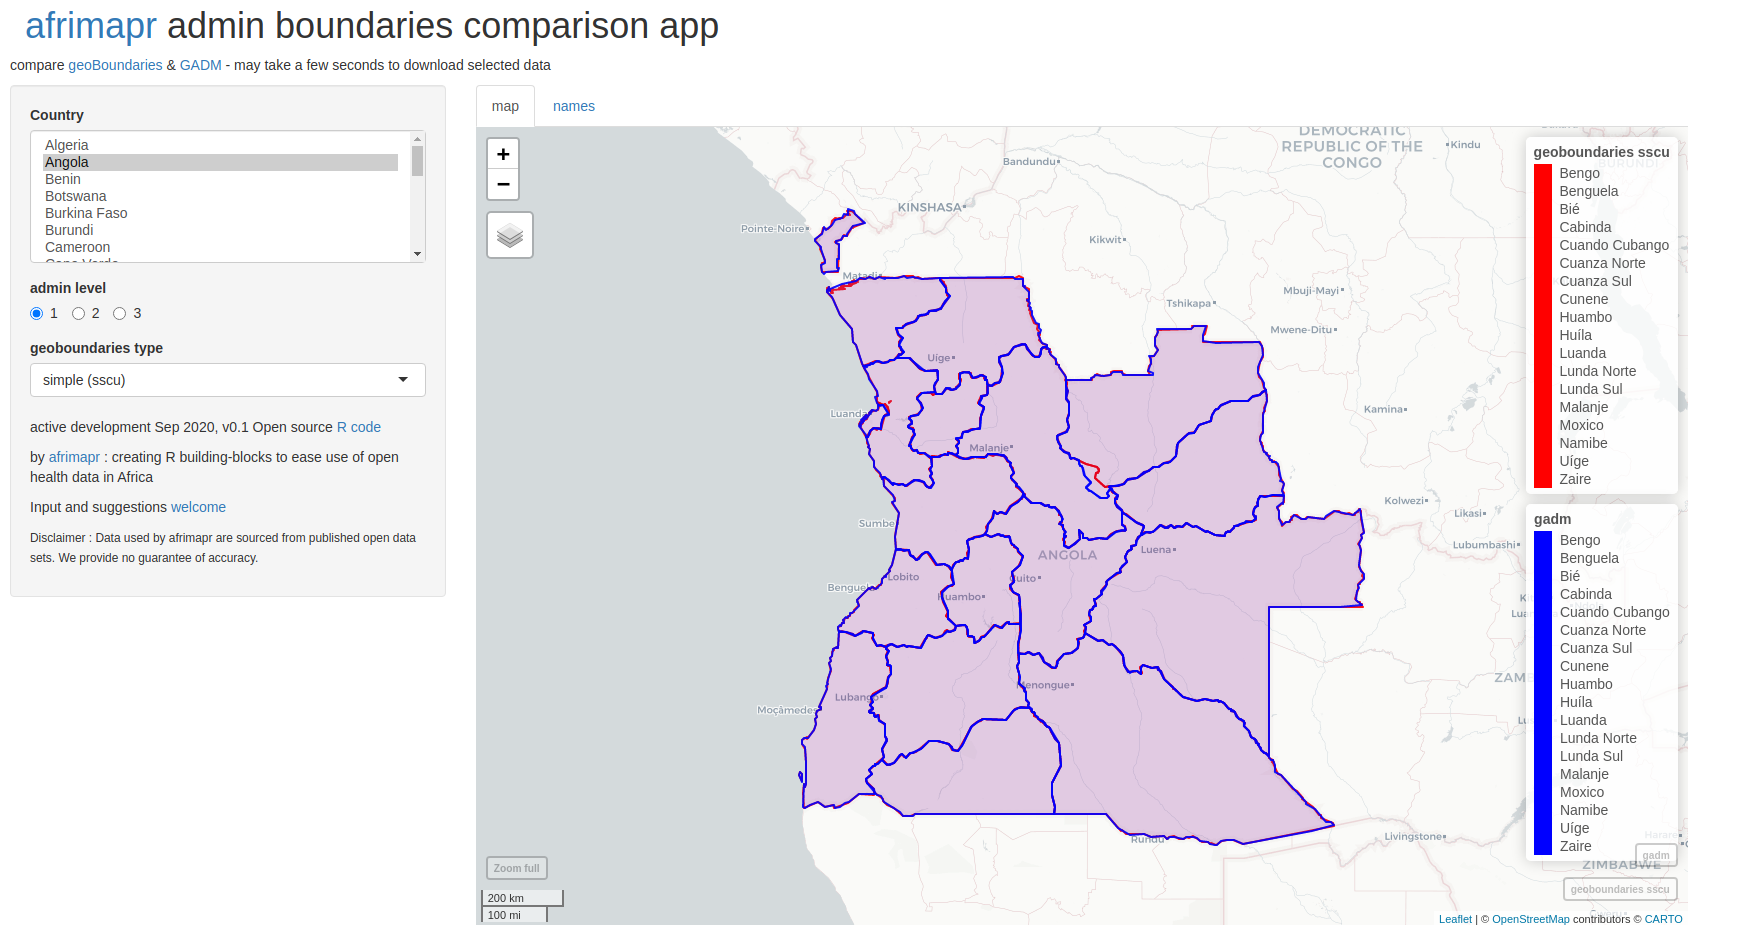 afrimapr admin boundaries comparison app
compare geoBoundaries & GADM - may take a few seconds to download selected data
Country
Algeria
Angola
Benin
Botswana
Burkina Faso
Burundi
Cameroon
Cape Verde
admin level
1 2 3
geoboundaries type
simple (sscu)
active development Sep 2020, v0.1 Open source R code
by afrimapr : creating R building-blocks to ease use of open
health data in Africa
Input and suggestions welcome
Disclaimer : Data used by afrimapr are sourced from published open data
sets. We provide no guarantee of accuracy.
map names
+
−
DEMOCRATIC
REPUBLIC OF THE
CONGO
Kindu
Bandundu
KINSHASA
Pointe-Noire
Kikwit
Matadi
Mbuji-Mayi
Tshikapa
Mwene-Ditu
Uíge
Luanda
Kamina
Malanje
Kolwezi
Likasi
Sumbe
Lubumbashi
ANGOLA
Luena
Lobito
Cuito
Benguela
Huambo
Menongue
Lubango
Moçâmedes
Rundu
Livingstone
Harare
ZIMBABWE
BURUNDI
geoboundaries sscu
Bengo
Benguela
Bié
Cabinda
Cuando Cubango
Cuanza Norte
Cuanza Sul
Cunene
Huambo
Huíla
Luanda
Lunda Norte
Lunda Sul
Malanje
Moxico
Namibe
Uíge
Zaire
gadm
Bengo
Benguela
Bié
Cabinda
Cuando Cubango
Cuanza Norte
Cuanza Sul
Cunene
Huambo
Huíla
Luanda
Lunda Norte
Lunda Sul
Malanje
Moxico
Namibe
Uíge
Zaire
gadm
geoboundaries sscu
Zoom full
200 km
100 mi
Leaflet | © OpenStreetMap contributors © CARTO